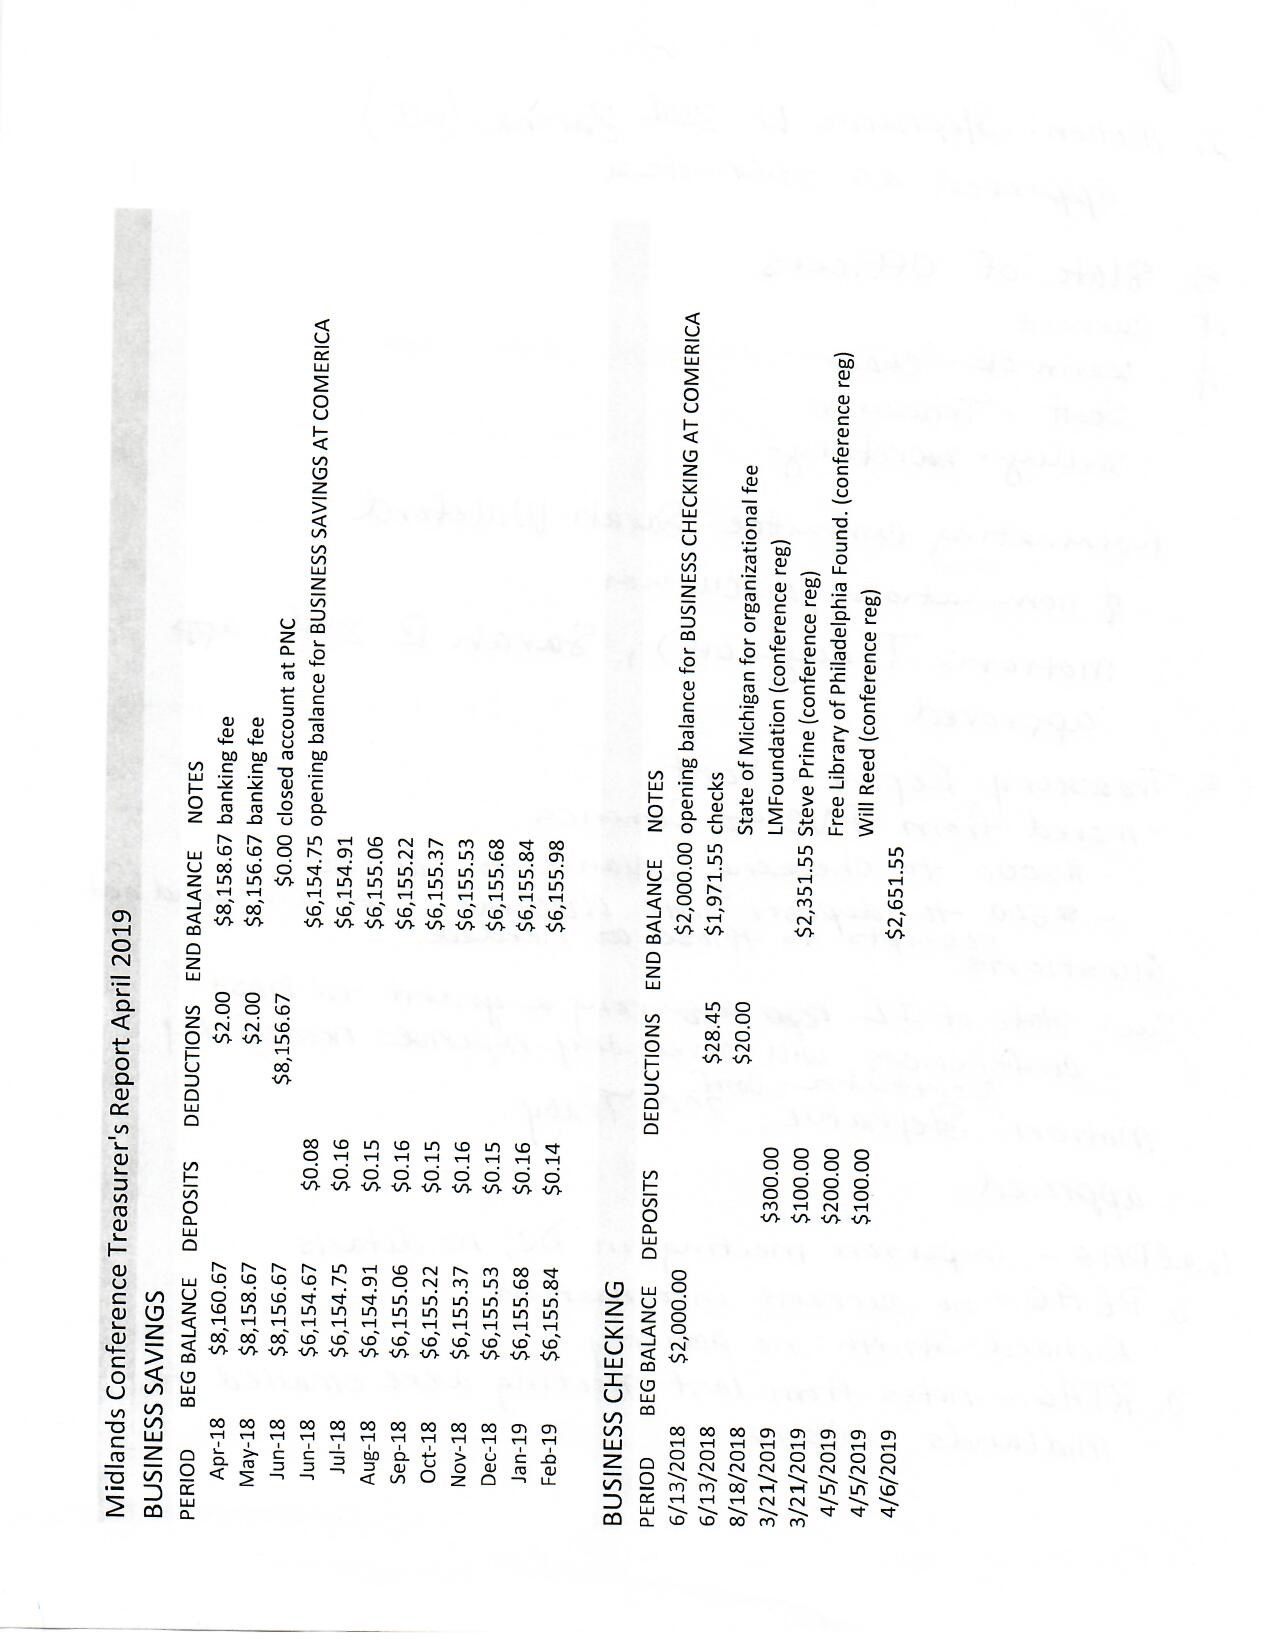 Midlands Conference Treasurer's Report April 2019
BUSINESS SAVINGS
PERIOD BEG BALANCE DEPOSITS DEDUCTIONS END BALANCE NOTES
Apr-18 $8,160.67 $2.00 $8,158.67 banking fee
May-18 $8,158.67 $2.00 $8,156.67 banking fee
Jun-18 $8,156.67 $8,156.67 $0.00 closed account at PNC
Jun-18 $6,154.67 $0.08 $6,154.75 opening balance for BUSINESS SAVINGS AT COMERICA
Jul-18 $6,154.75 $0.16 $6,154.91
Aug-18 $6,154.91 $0.15 $6,155.06
Sep-18 $6,155.06 $0.16 $6,155.22
Oct-18 $6,155.22 $0.15 $6,155.37
Nov-18 $6,155.37 $0.16 $6,155.53
Dec-18 $6,155.53 $0.15 $6,155.68
Jan-19 $6,155.68 $0.16 $6,155.84
Feb-19 $6,155.84 $0.14 $6,155.98
BUSINESS CHECKING
PERIOD BEG BALANCE DEPOSITS DEDUCTIONS END BALANCE NOTES
6/13/2018 $2,000.00 $2,000.00 opening balance for BUSINESS CHECKING AT COMERICA
6/13/2018 $28.45 $1,971.55 checks
8/18/2018 $20.00 State of Michigan for organizational fee
3/21/2019 $300.00 LMFoundation (conference reg)
3/21/2019 $100.00 $2,351.55 Steve Prine (conference reg)
4/5/2019 $200.00 Free Library of Philadelphia Found. (conference reg)
4/5/2019 $100.00 Will Reed (conference reg)
4/6/2019 $2,651.55